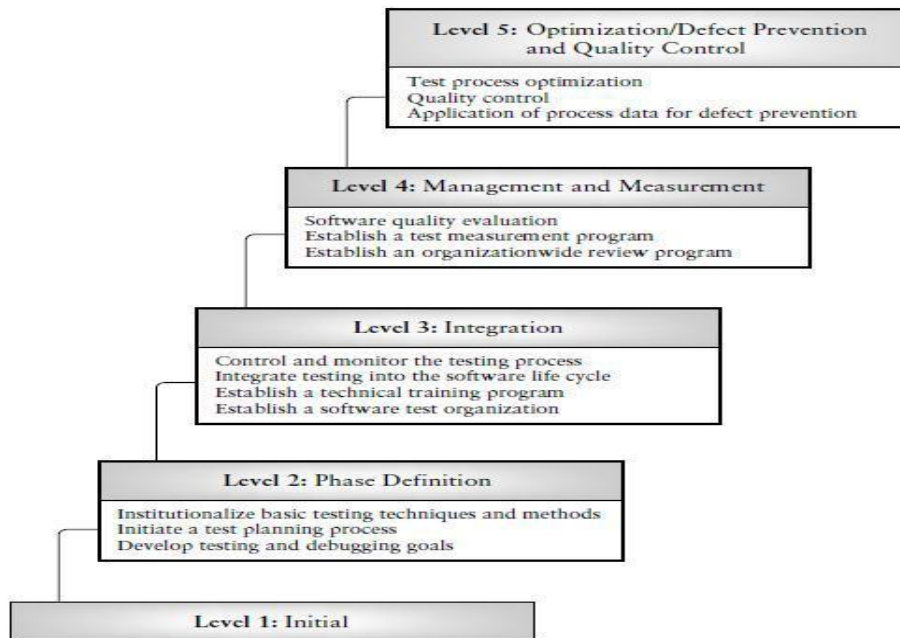 Level 5: Optimization/Defect Prevention
and Quality Control
Test process optimization
Quality control
Application of process data for defect prevention
Level 4: Management and Measurement
Software quality evaluation
Establish a test measurement program
Establish an organizationwide review program
Level 3: Integration
Control and monitor the testing process
Integrate testing into the software life cycle
Establish a technical training program
Establish a software test organization
Level 2: Phase Definition
Institutionalize basic testing techniques and methods
Initiate a test planning process
Develop testing and debugging goals
Level 1: Initial